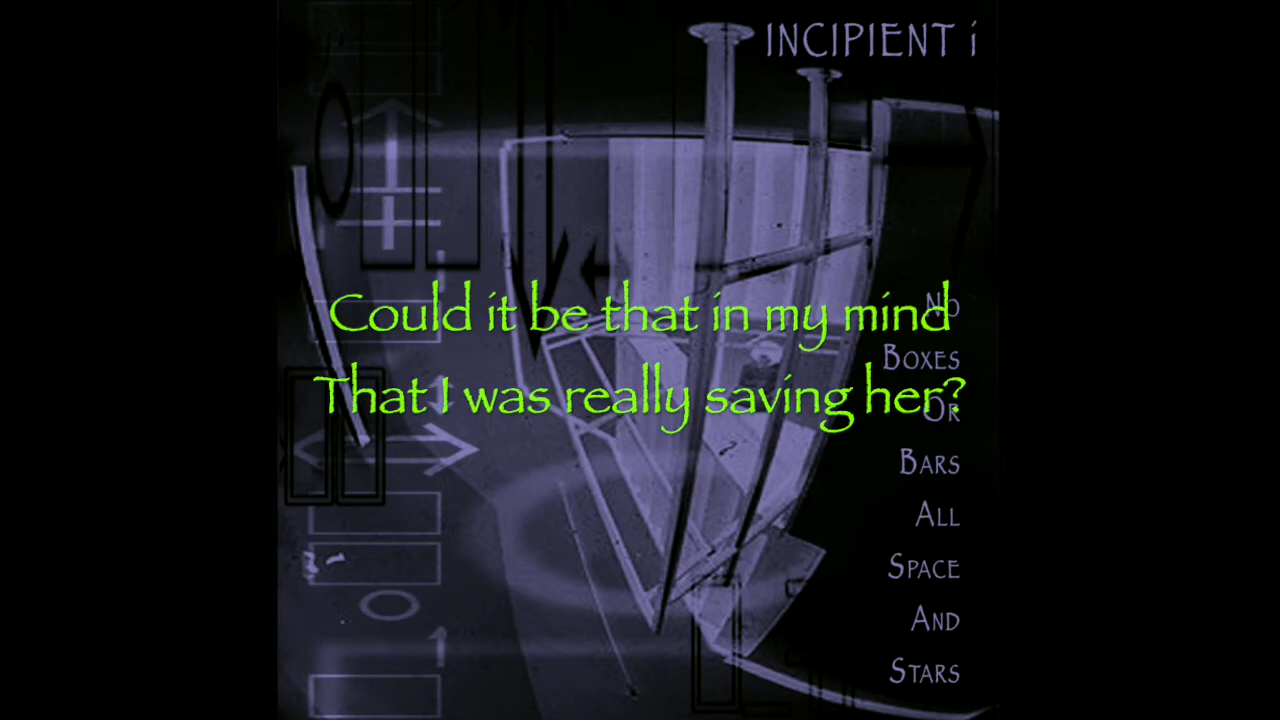 INCIPIENT i
Could it be that in my mind
That I was really saving her?
No
Boxes
Or
Bars
All
Space
And
Stars